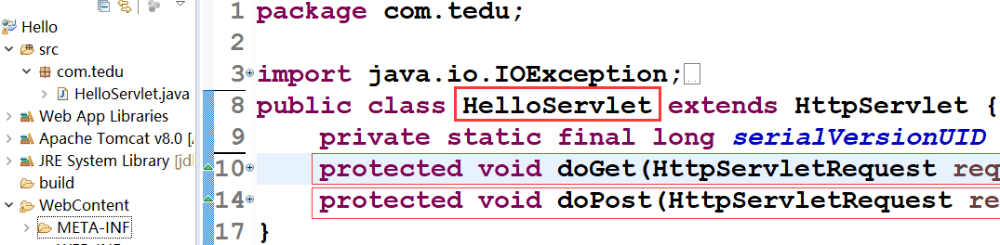 Hello
src
com.tedu
HelloServlet.java
Web App Libraries
Apache Tomcat v8.0 [
JRE System Library [jd
build
WebContent
META-INF
1 package com.tedu;
2
3 import java.io.IOException;
8 public class HelloServlet extends HttpServlet {
9 private static final long serialVersionUID
10 protected void doGet(HttpServletRequest req
14 protected void doPost(HttpServletRequest re
17 }